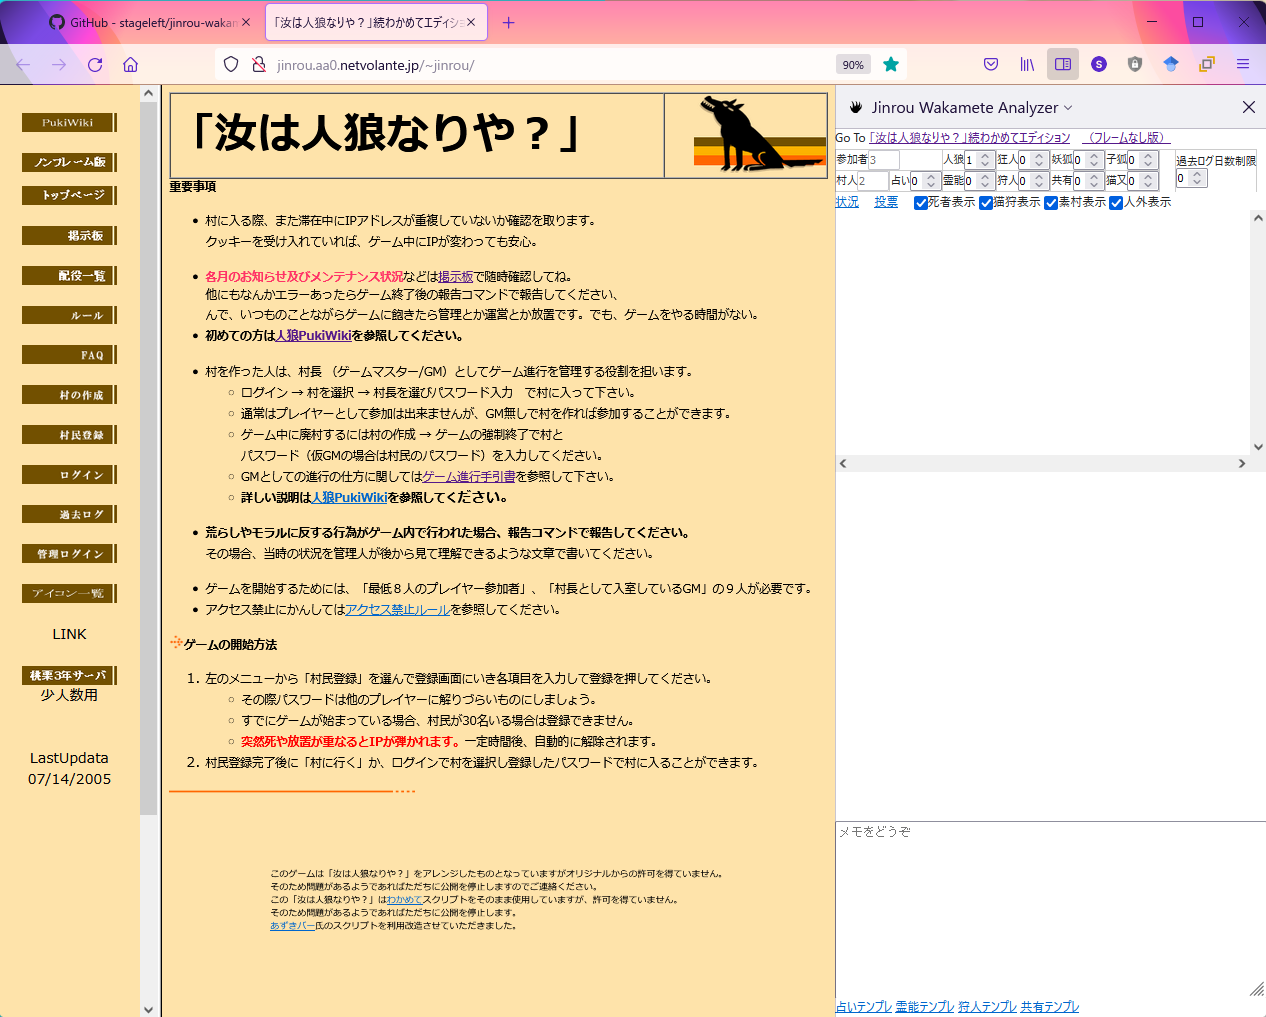 GitHub - stageleft/jinrou-wakam
「汝は人狼なりや？」続わかめてエディシ
jinrou.aa0.netvolante.jp/~jinrou/
90%
PukiWiki
ノンフレーム版
トップページ
掲示板
配役一覧
ルール
FAQ
村の作成
村民登録
ログイン
過去ログ
管理ログイン
アイコン一覧
LINK
桃栗3年サーバ
少人数用
LastUpdata
07/14/2005
「汝は人狼なりや？」
重要事項
村に入る際、また滞在中にIPアドレスが重複していないか確認を取ります。
クッキーを受け入れていれば、ゲーム中にIPが変わっても安心。
各月のお知らせ及びメンテナンス状況などは掲示板で随時確認してね。
他にもなんかエラーあったらゲーム終了後の報告コマンドで報告してください、
んで、いつものことながらゲームに飽きたら管理とか運営とか放置です。でも、ゲームをやる時間がない。
初めての方は人狼PukiWikiを参照してください。
村を作った人は、村長 （ゲームマスター/GM）としてゲーム進行を管理する役割を担います。
ログイン → 村を選択 → 村長を選びパスワード入力　で村に入って下さい。
通常はプレイヤーとして参加は出来ませんが、GM無しで村を作れば参加することができます。
ゲーム中に廃村するには村の作成 → ゲームの強制終了で村と
パスワード（仮GMの場合は村民のパスワード）を入力してください。
GMとしての進行の仕方に関してはゲーム進行手引書を参照して下さい。
詳しい説明は人狼PukiWikiを参照してください。
荒らしやモラルに反する行為がゲーム内で行われた場合、報告コマンドで報告してください。
その場合、当時の状況を管理人が後から見て理解できるような文章で書いてください。
ゲームを開始するためには、「最低８人のプレイヤー参加者」、「村長として入室しているGM」の９人が必要です。
アクセス禁止にかんしてはアクセス禁止ルールを参照してください。
ゲームの開始方法
1. 左のメニューから「村民登録」を選んで登録画面にいき各項目を入力して登録を押してください。
その際パスワードは他のプレイヤーに解りづらいものにしましょう。
すでにゲームが始まっている場合、村民が30名いる場合は登録できません。
突然死や放置が重なるとIPが弾かれます。一定時間後、自動的に解除されます。
2. 村民登録完了後に「村に行く」か、ログインで村を選択し登録したパスワードで村に入ることができます。
このゲームは「汝は人狼なりや？」をアレンジしたものとなっていますがオリジナルからの許可を得ていません。
そのため問題があるようであればただちに公開を停止しますのでご連絡ください。
この「汝は人狼なりや？」はわかめてスクリプトをそのまま使用していますが、許可を得ていません。
そのため問題があるようであればただちに公開を停止します。
あずきバー氏のスクリプトを利用改造させていただきました。
Jinrou Wakamete Analyzer
Go To 「汝は人狼なりや？」続わかめてエディション （フレームなし版）
参加者3 人狼1 狂人0 妖狐0 子狐0
過去ログ日数制限
村人2 占い0 霊能0 狩人0 共有0 猫又0
0
状況 投票 死者表示 猫狩表示 素村表示 人外表示
メモをどうぞ
占いテンプレ 霊能テンプレ 狩人テンプレ 共有テンプレ